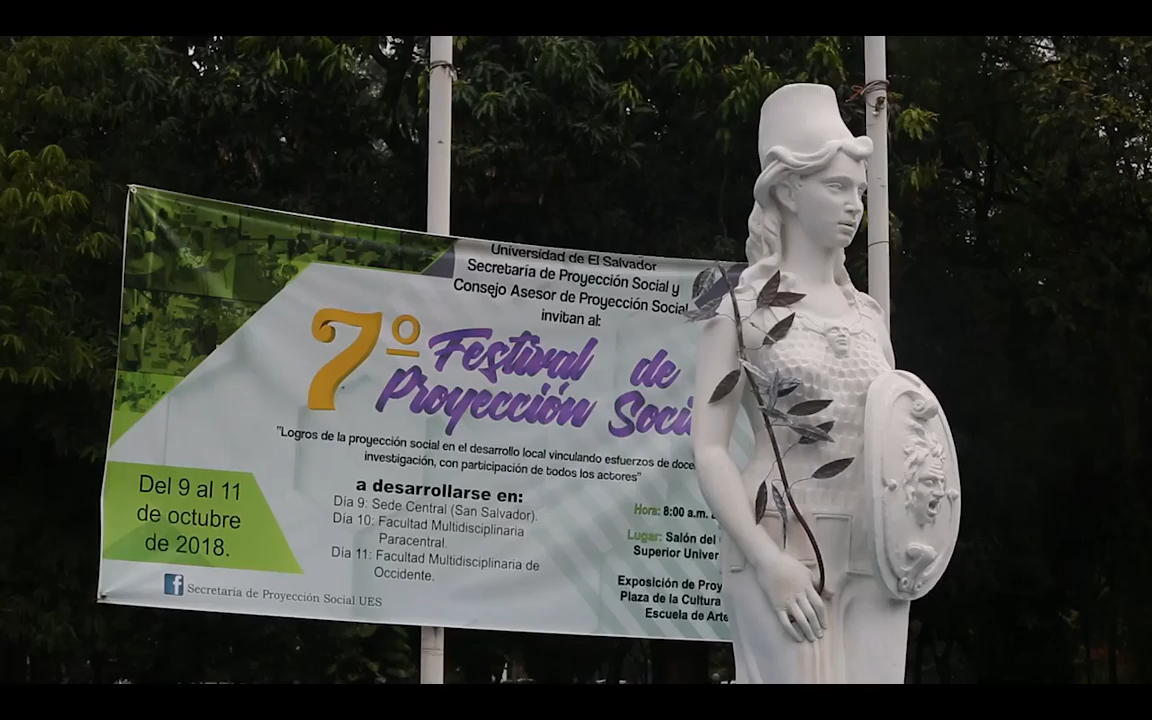 Universidad de El Salvador
Secretaría de Proyección Social y
Consejo Asesor de Proyección Social
invitan al:
7º Festival de
Proyección Soci
"Logros de la proyección social en el desarrollo local vinculando esfuerzos de doce
investigación, con participación de todos los actores"
a desarrollarse en:
Día 9: Sede Central (San Salvador).
Día 10: Facultad Multidisciplinaria
Paracentral.
Día 11: Facultad Multidisciplinaria de
Occidente.
Del 9 al 11
de octubre
de 2018.
Hora: 8:00 a.m.
Lugar: Salón del
Superior Univer
Exposición de Proy
Plaza de la Cultura
Escuela de Arte
f Secretaría de Proyección Social UES